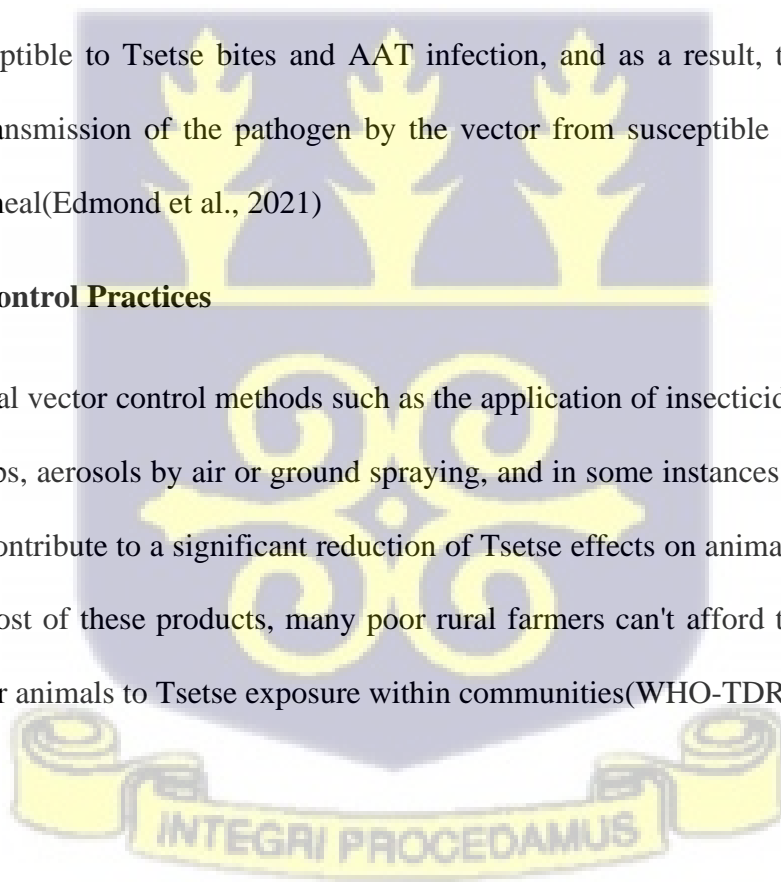 ptible to Tsetse bites and AAT infection, and as a result, t
ansmission of the pathogen by the vector from susceptible
neal(Edmond et al., 2021)
ontrol Practices
al vector control methods such as the application of insecticid
ps, aerosols by air or ground spraying, and in some instances
ontribute to a significant reduction of Tsetse effects on anima
ost of these products, many poor rural farmers can't afford t
r animals to Tsetse exposure within communities(WHO-TDR
INTEGRI PROCEDAMUS